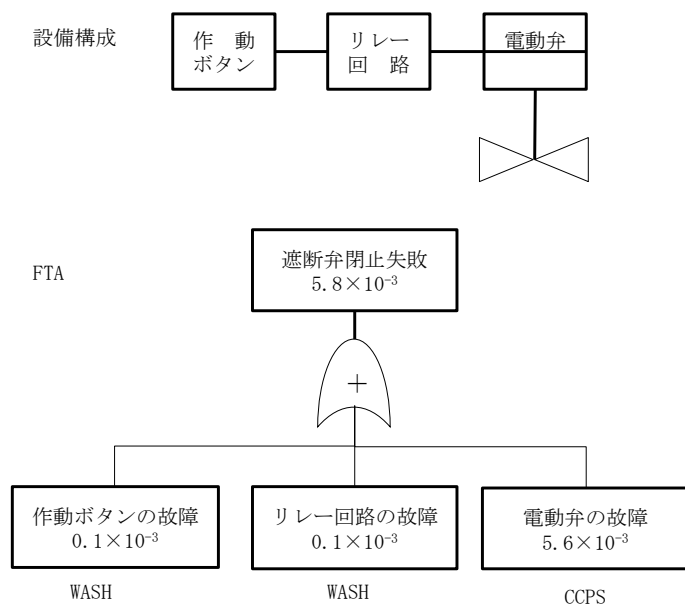 設備構成
作 動
ボタン
リレー
回 路
電動弁
FTA
遮断弁閉止失敗
5.8×10⁻³
+
作動ボタンの故障
0.1×10⁻³
リレー回路の故障
0.1×10⁻³
電動弁の故障
5.6×10⁻³
WASH
WASH
CCPS